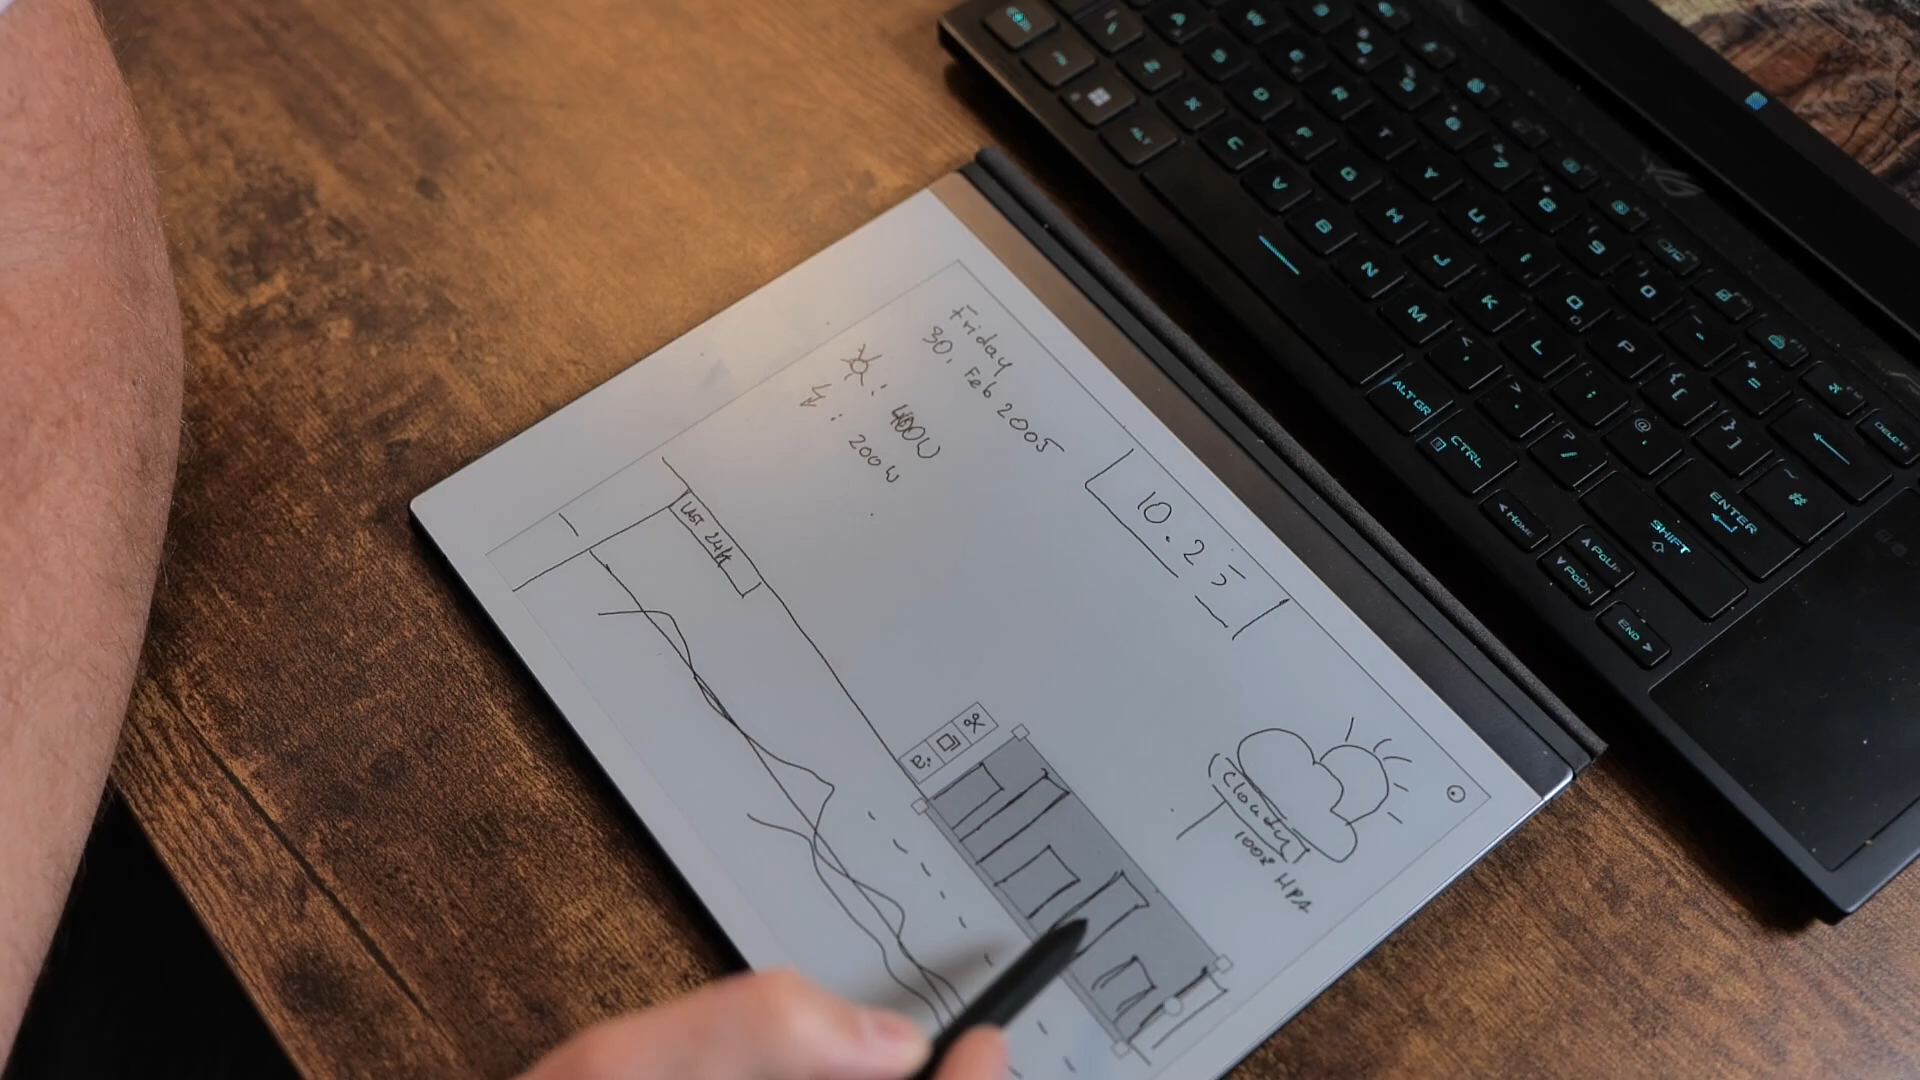 Friday
30. Feb 2005
: 400W
: 200W
10.25
Cloudy
HPA
LAST 24H
ALT
ALT GR
CTRL
ENTER
SHIFT
DELETE
HOME
PGUP
PGDN
END